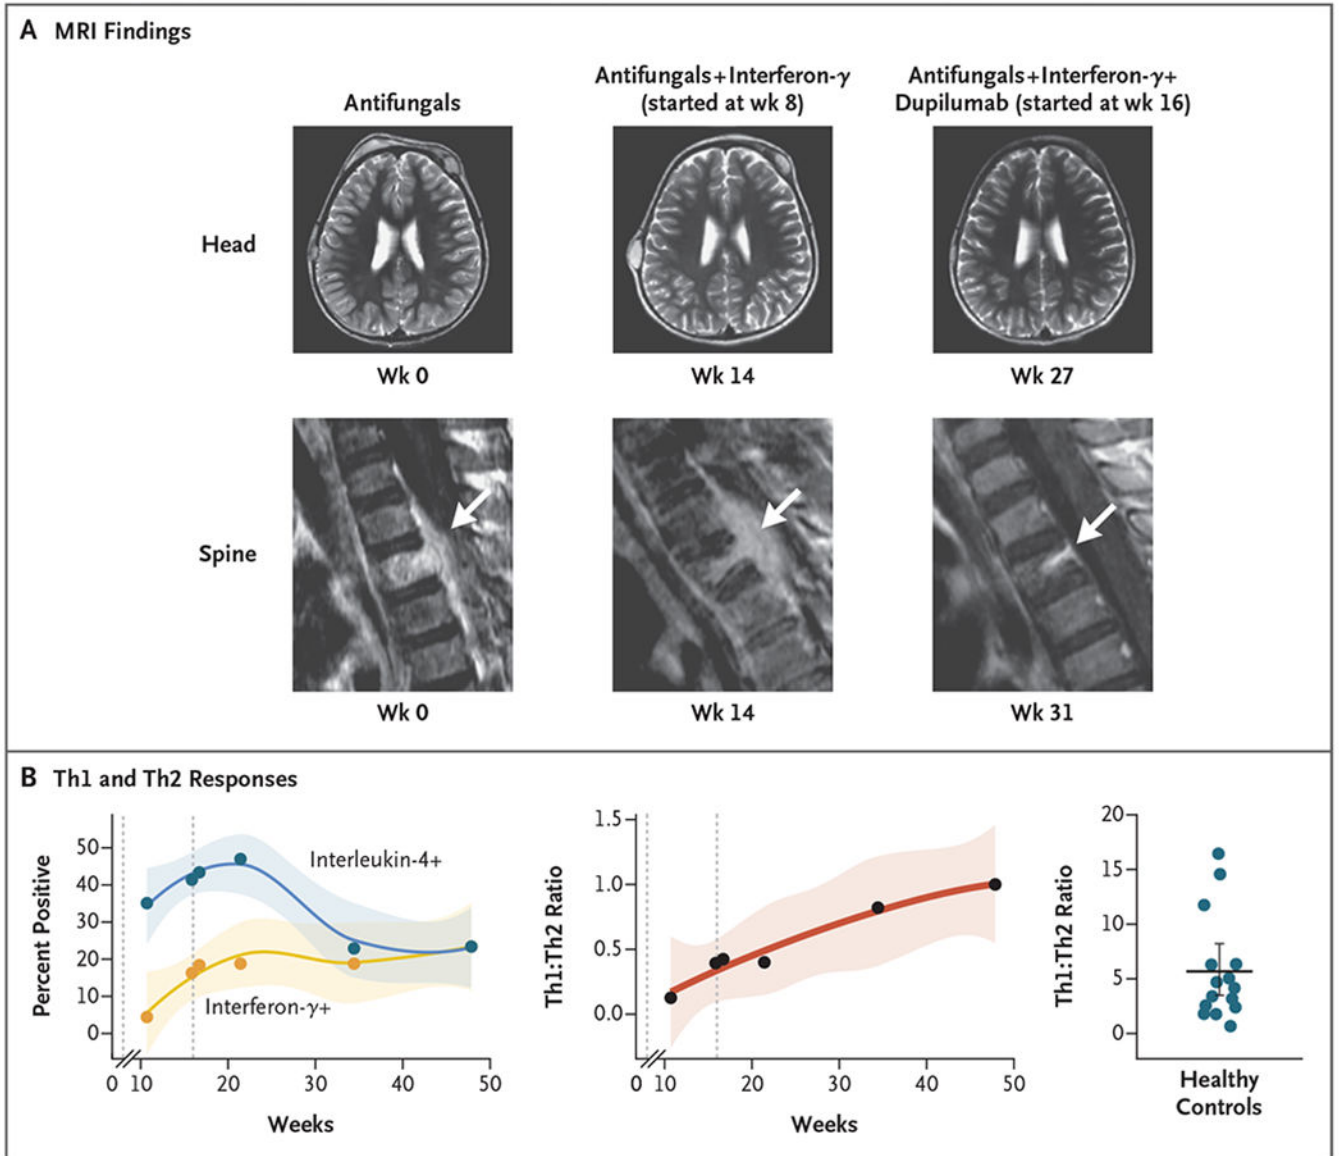 A MRI Findings
Antifungals
Antifungals+Interferon-γ
(started at wk 8)
Antifungals+Interferon-γ+
Dupilumab (started at wk 16)
Head
Wk 0
Wk 14
Wk 27
Spine
Wk 0
Wk 14
Wk 31
B Th1 and Th2 Responses
Percent Positive
50
40
30
20
10
0
Interleukin-4+
Interferon-γ+
0 10 20 30 40 50
Weeks
Th1:Th2 Ratio
1.5
1.0
0.5
0.0
0 10 20 30 40 50
Weeks
Th1:Th2 Ratio
20
15
10
5
0
Healthy
Controls